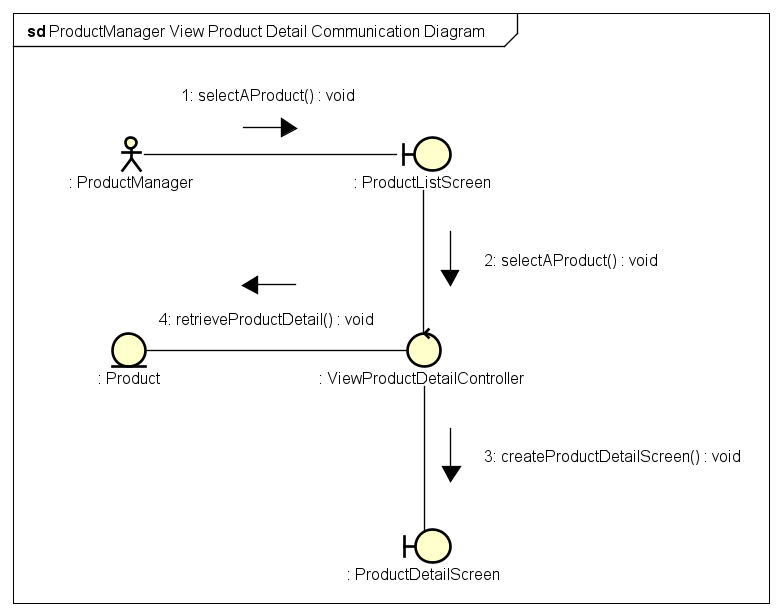 sd ProductManager View Product Detail Communication Diagram
1: selectAProduct() : void
: ProductManager
: ProductListScreen
2: selectAProduct() : void
4: retrieveProductDetail() : void
: Product
: ViewProductDetailController
3: createProductDetailScreen() : void
: ProductDetailScreen